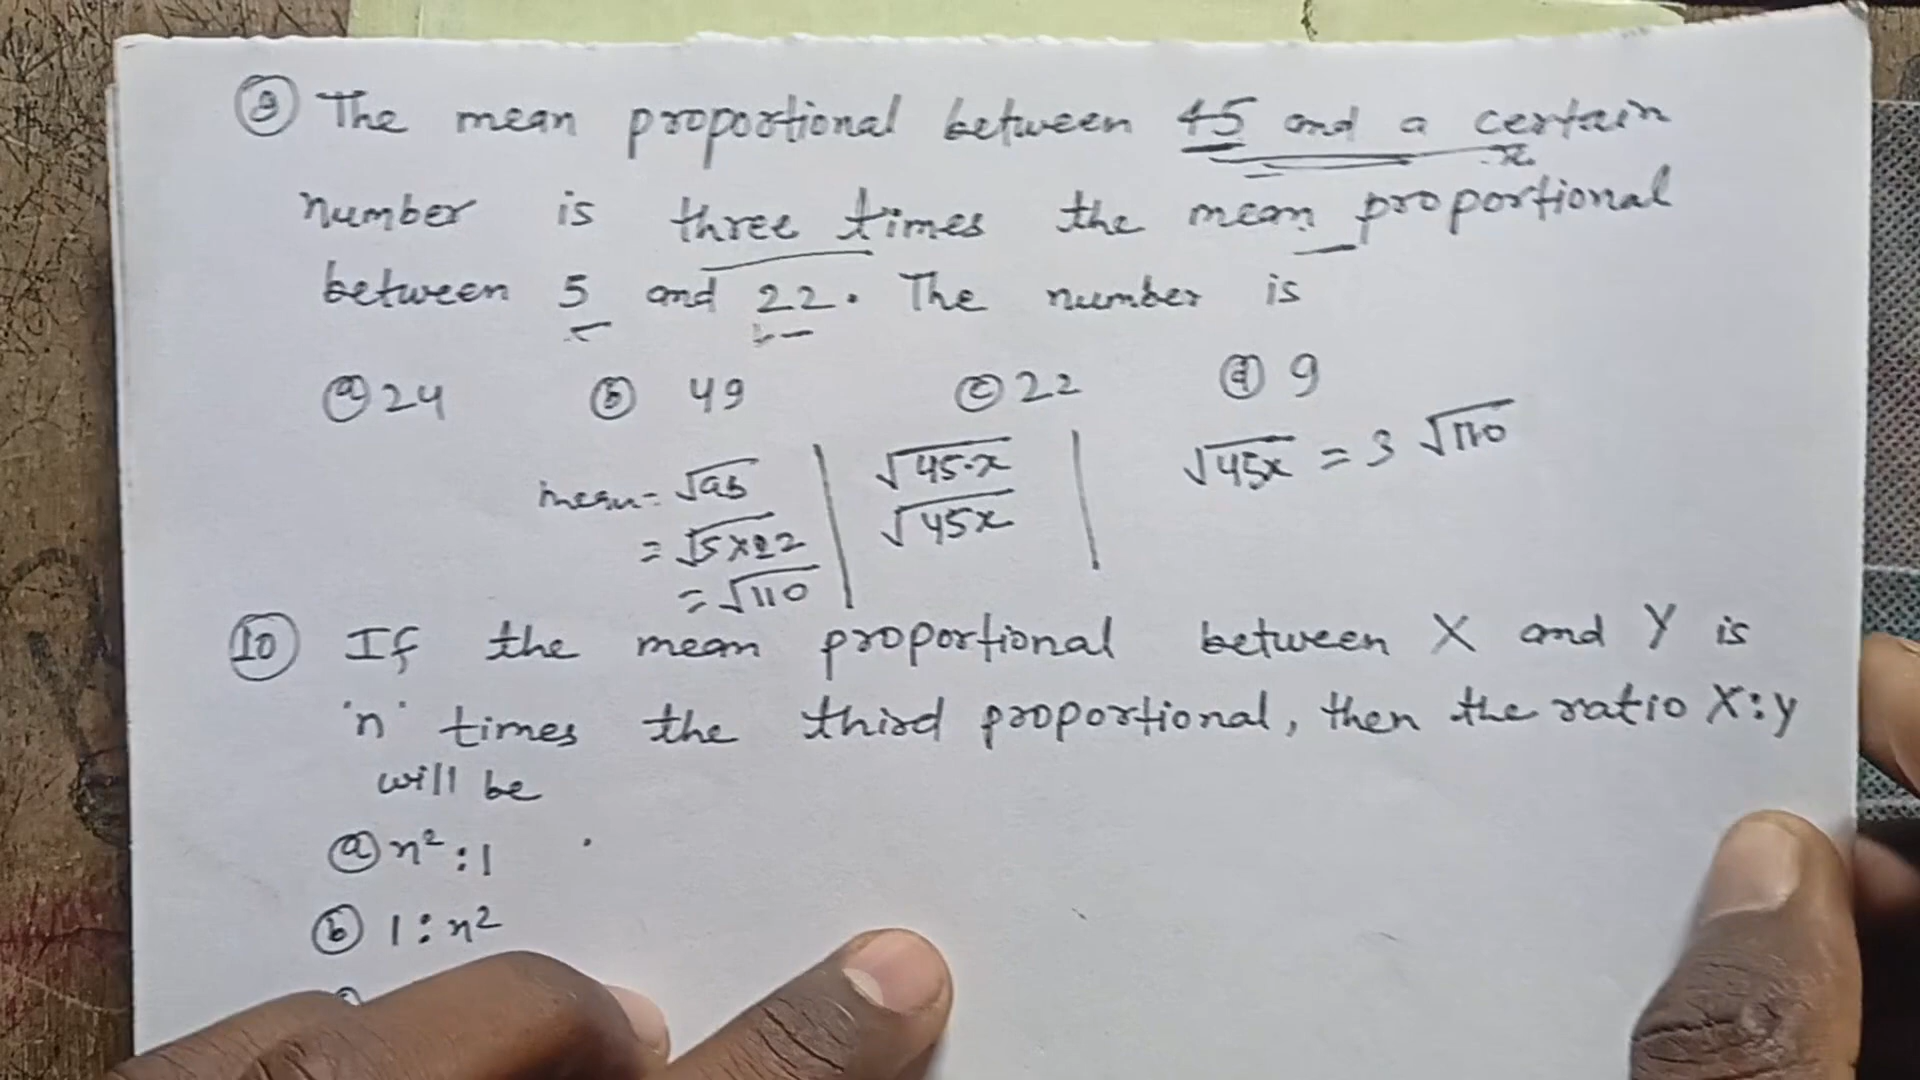 ⑨ The mean proportional between 45 and a certain
x
number is three times the mean proportional
between 5 and 22. The number is
ⓐ 24 ⓑ 49 ⓒ 22 ⓓ 9
mean = √ab
= √5×22
= √110
√45·x
√45x
√45x = 3 √110
⑩ If the mean proportional between X and Y is
'n' times the third proportional, then the ratio X:y
will be
ⓐ n² : 1
ⓑ 1 : n²